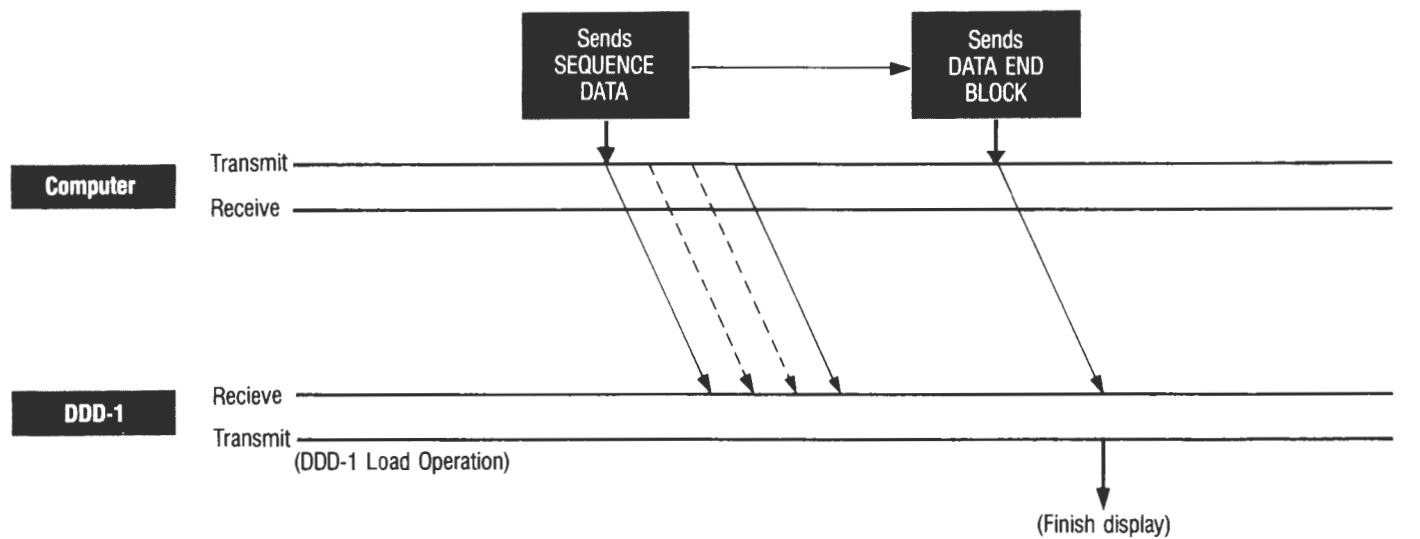 Sends
SEQUENCE
DATA
Sends
DATA END
BLOCK
Computer
Transmit
Receive
DDD-1
Recieve
Transmit
(DDD-1 Load Operation)
(Finish display)